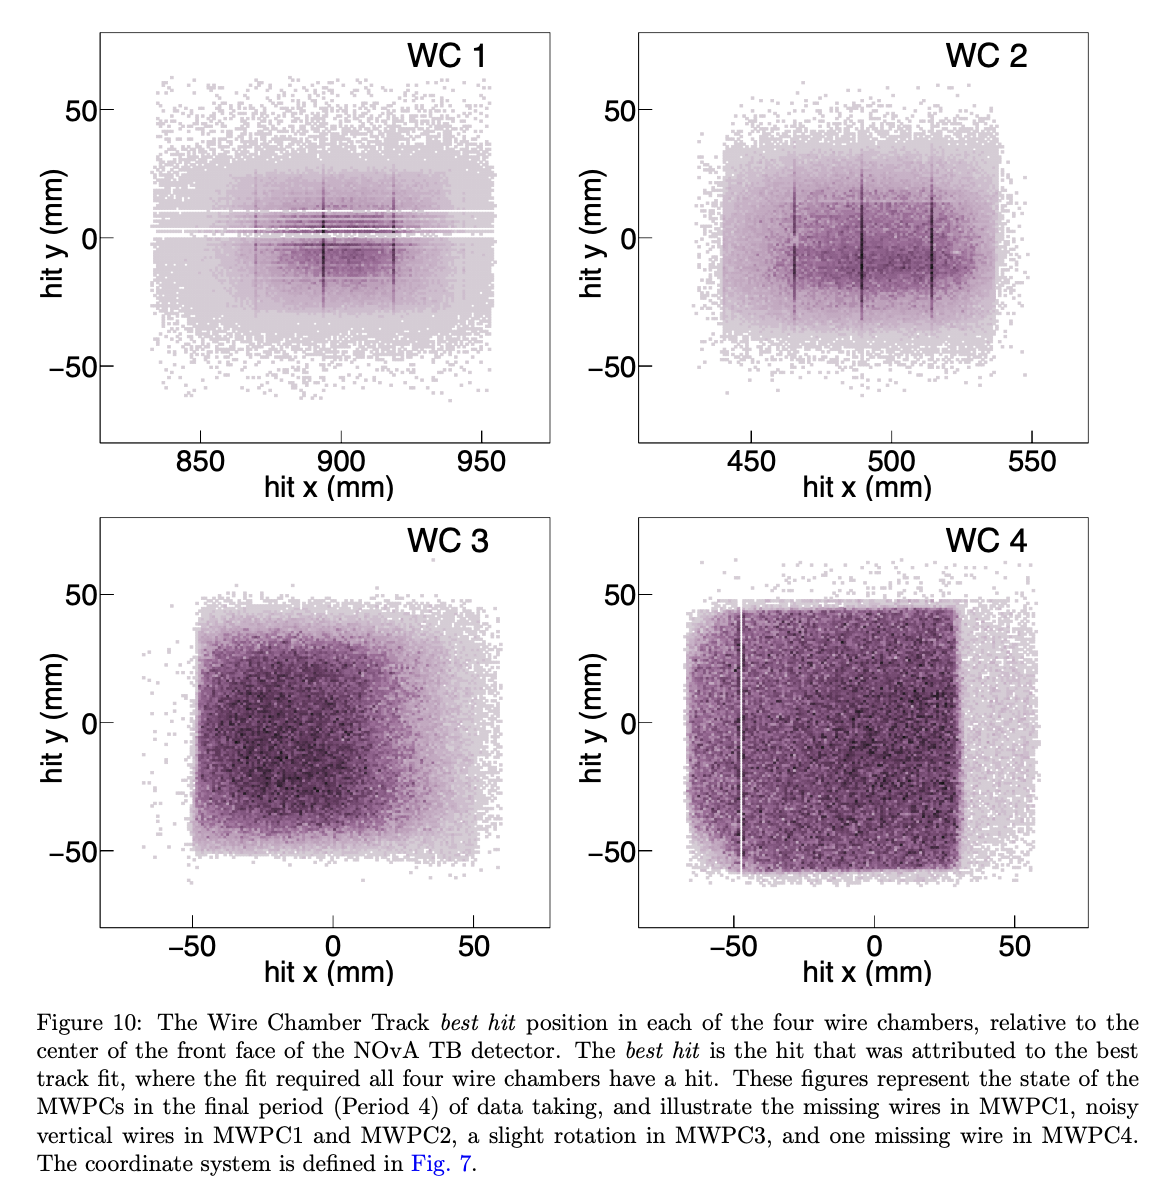 WC 1
50
0
−50
hit y (mm)
850 900 950
hit x (mm)
WC 2
50
0
−50
hit y (mm)
450 500 550
hit x (mm)
WC 3
50
0
−50
hit y (mm)
−50 0 50
hit x (mm)
WC 4
50
0
−50
hit y (mm)
−50 0 50
hit x (mm)
Figure 10: The Wire Chamber Track best hit position in each of the four wire chambers, relative to the
center of the front face of the NOvA TB detector. The best hit is the hit that was attributed to the best
track fit, where the fit required all four wire chambers have a hit. These figures represent the state of the
MWPCs in the final period (Period 4) of data taking, and illustrate the missing wires in MWPC1, noisy
vertical wires in MWPC1 and MWPC2, a slight rotation in MWPC3, and one missing wire in MWPC4.
The coordinate system is defined in Fig. 7.